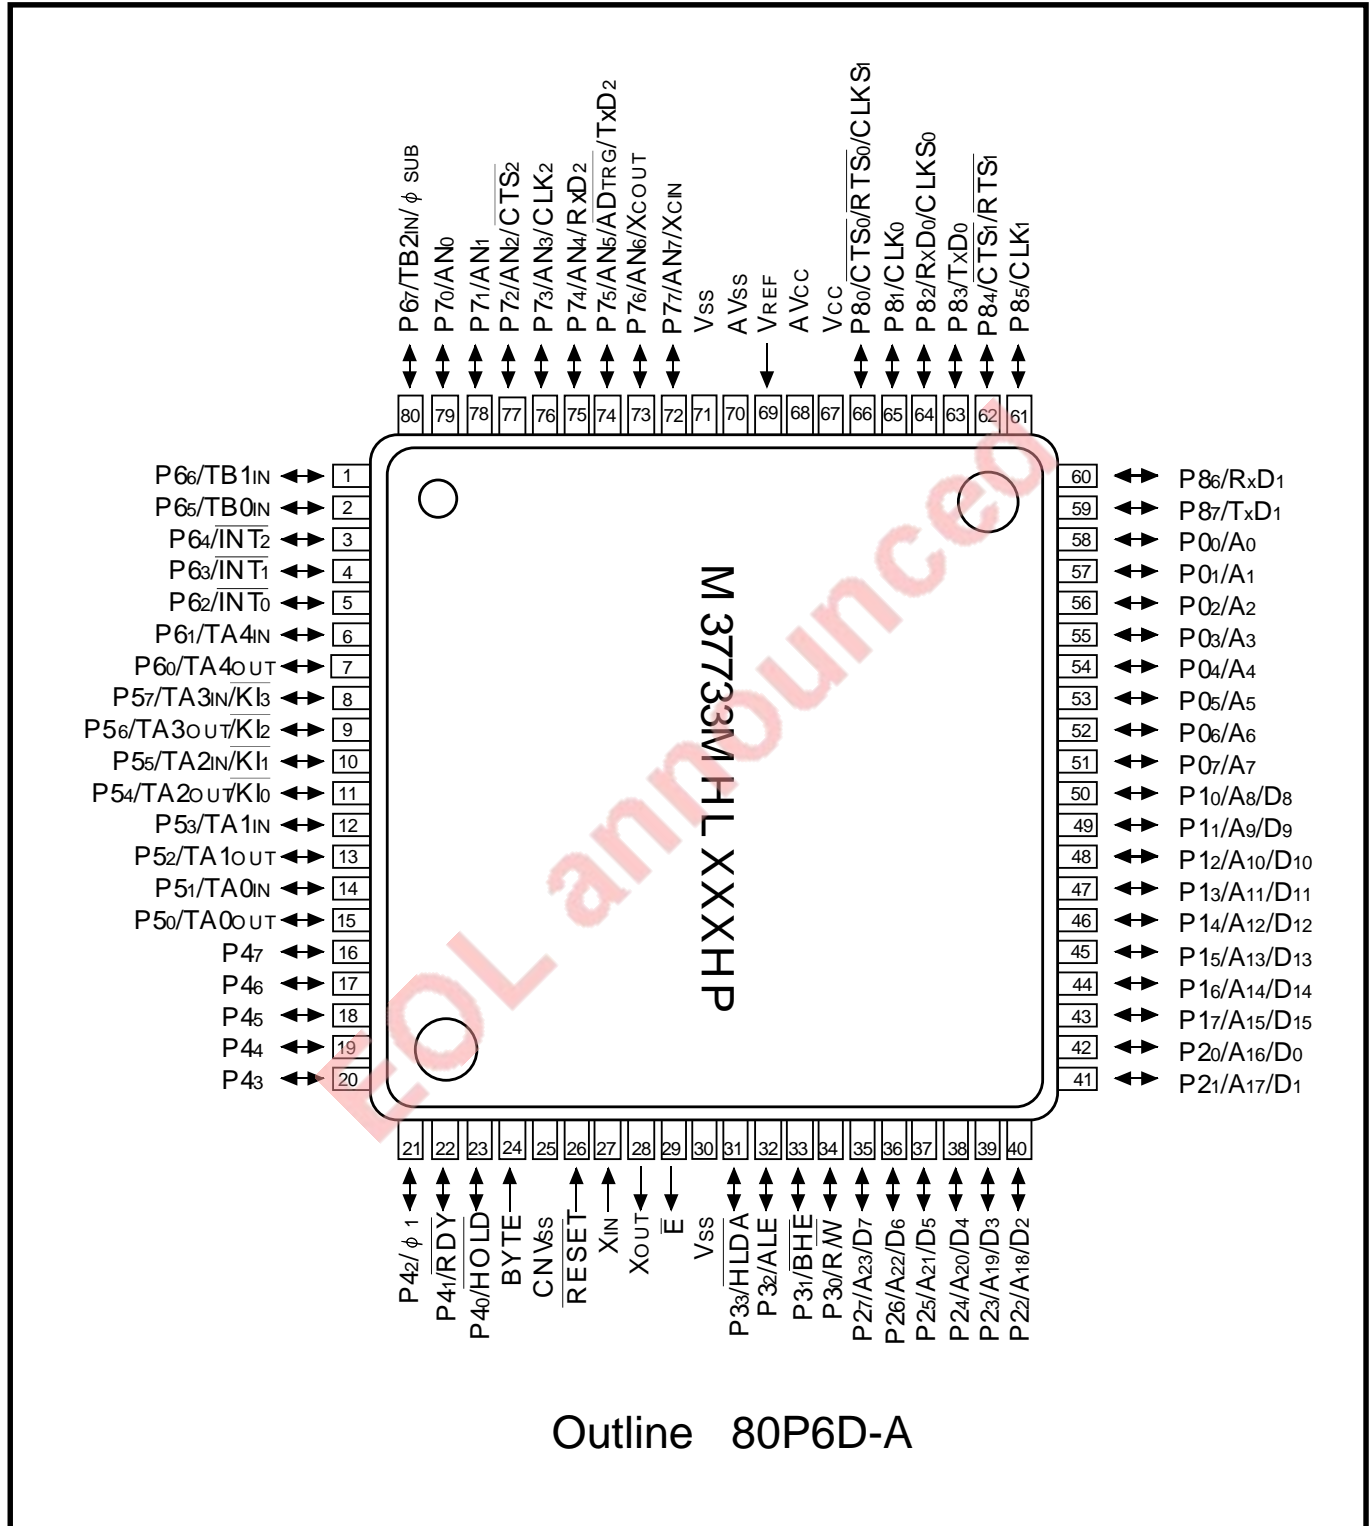 P67/TB2IN/ϕ SUB
P70/AN0
P71/AN1
P72/AN2/CTS2
P73/AN3/CLK2
P74/AN4/RxD2
P75/AN5/ADTRG/TxD2
P76/AN6/XCOUT
P77/AN7/XCIN
VSS
AVSS
VREF
AVCC
VCC
P80/CTS0/RTS0/CLKS1
P81/CLK0
P82/RxD0/CLKS0
P83/TxD0
P84/CTS1/RTS1
P85/CLK1
80 79 78 77 76 75 74 73 72 71 70 69 68 67 66 65 64 63 62 61
P66/TB1IN 1
P65/TB0IN 2
P64/INT2 3
P63/INT1 4
P62/INT0 5
P61/TA4IN 6
P60/TA4OUT 7
P57/TA3IN/KI3 8
P56/TA3OUT/KI2 9
P55/TA2IN/KI1 10
P54/TA2OUT/KI0 11
P53/TA1IN 12
P52/TA1OUT 13
P51/TA0IN 14
P50/TA0OUT 15
P47 16
P46 17
P45 18
P44 19
P43 20
M37733MHLXXXHP
EOL announced
60 P86/RxD1
59 P87/TxD1
58 P00/A0
57 P01/A1
56 P02/A2
55 P03/A3
54 P04/A4
53 P05/A5
52 P06/A6
51 P07/A7
50 P10/A8/D8
49 P11/A9/D9
48 P12/A10/D10
47 P13/A11/D11
46 P14/A12/D12
45 P15/A13/D13
44 P16/A14/D14
43 P17/A15/D15
42 P20/A16/D0
41 P21/A17/D1
21 22 23 24 25 26 27 28 29 30 31 32 33 34 35 36 37 38 39 40
P42/ϕ 1
P41/RDY
P40/HOLD
BYTE
CNVSS
RESET
XIN
XOUT
E
VSS
P33/HLDA
P32/ALE
P31/BHE
P30/R/W
P27/A23/D7
P26/A22/D6
P25/A21/D5
P24/A20/D4
P23/A19/D3
P22/A18/D2
Outline 80P6D-A